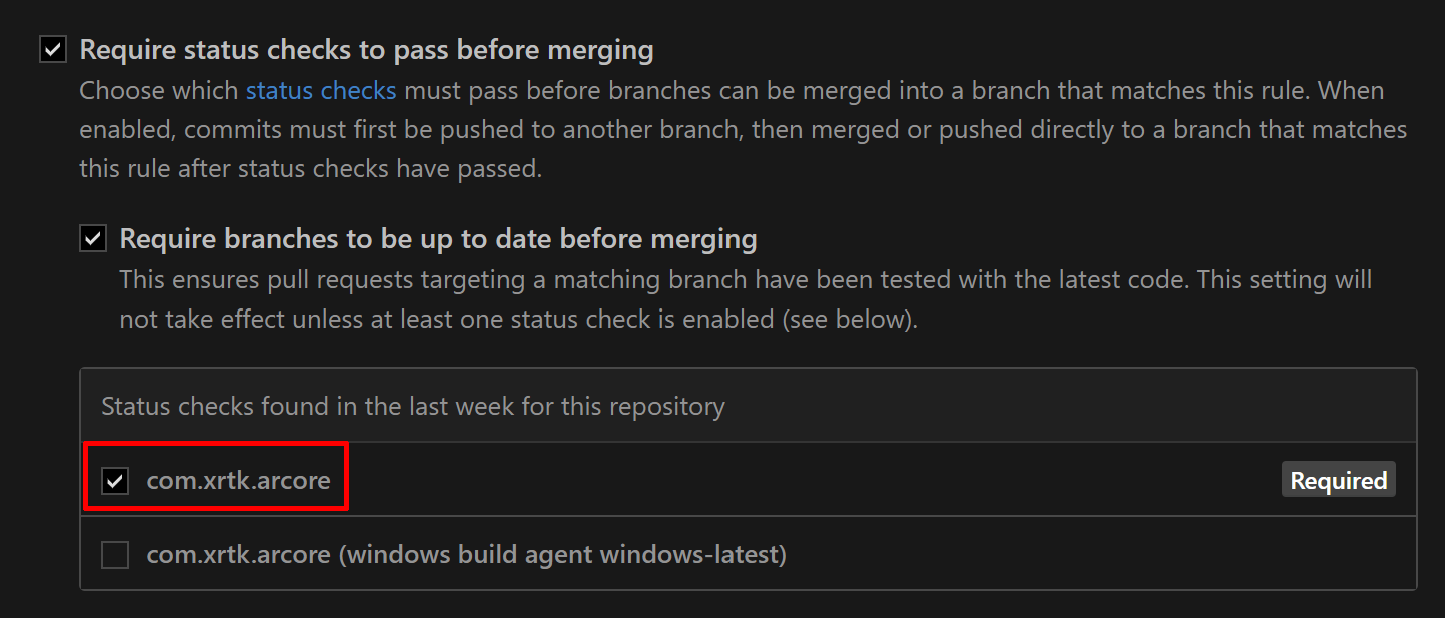 Require status checks to pass before merging
Choose which status checks must pass before branches can be merged into a branch that matches this rule. When
enabled, commits must first be pushed to another branch, then merged or pushed directly to a branch that matches
this rule after status checks have passed.
Require branches to be up to date before merging
This ensures pull requests targeting a matching branch have been tested with the latest code. This setting will
not take effect unless at least one status check is enabled (see below).
Status checks found in the last week for this repository
com.xrtk.arcore Required
com.xrtk.arcore (windows build agent windows-latest)